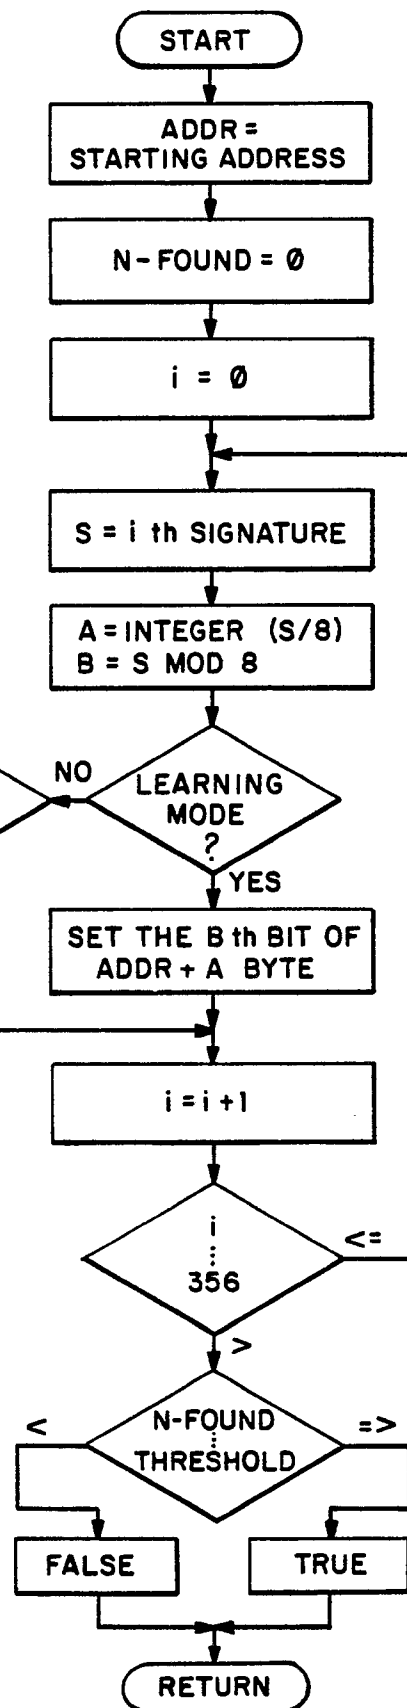 START
ADDR =
STARTING ADDRESS
N-FOUND = Ø
i = Ø
S = i th SIGNATURE
A = INTEGER (S/8)
B = S MOD 8
NO
LEARNING
MODE
?
YES
SET THE B th BIT OF
ADDR + A BYTE
i = i + 1
i
<=
356
>
<
N-FOUND
=>
THRESHOLD
FALSE
TRUE
RETURN